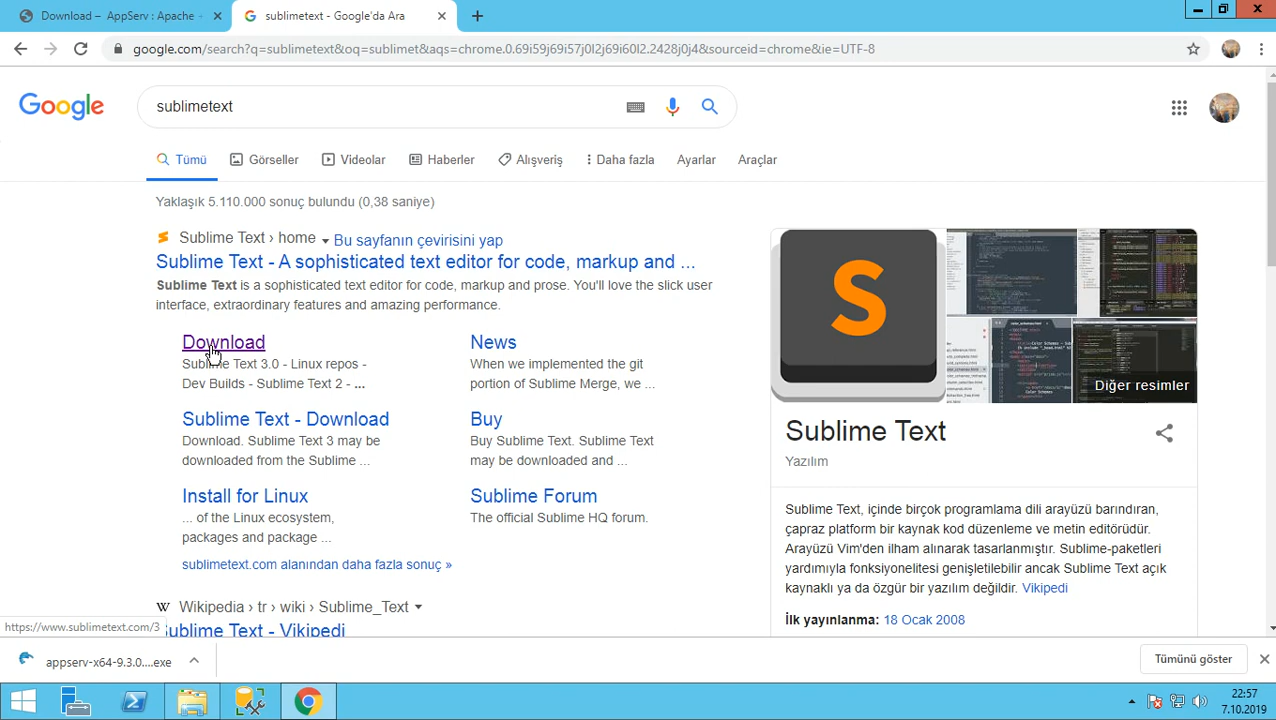 Download – AppServ : Apache +
sublimetext - Google'da Ara
google.com/search?q=sublimetext&oq=sublimet&aqs=chrome.0.69i59j69i57j0l2j69i60l2.2428j0j4&sourceid=chrome&ie=UTF-8
Google
sublimetext
Tümü
Görseller
Videolar
Haberler
Alışveriş
Daha fazla
Ayarlar
Araçlar
Yaklaşık 5.110.000 sonuç bulundu (0,38 saniye)
Sublime Text › home
Bu sayfanın çevirisini yap
Sublime Text - A sophisticated text editor for code, markup and ...
Sublime Text is a sophisticated text editor for code, markup and prose. You'll love the slick user
interface, extraordinary features and amazing performance.
Download
Sublime Text 3 - Linux repos -
Dev Builds - Sublime Text 2
News
When we implemented the git
portion of Sublime Merge, we ...
Sublime Text - Download
Download. Sublime Text 3 may be
downloaded from the Sublime ...
Buy
Buy Sublime Text. Sublime Text
may be downloaded and ...
Install for Linux
... of the Linux ecosystem,
packages and package ...
Sublime Forum
The official Sublime HQ forum.
sublimetext.com alanından daha fazla sonuç »
Wikipedia › tr › wiki › Sublime_Text
Sublime Text - Vikipedi
https://www.sublimetext.com/3
S
Diğer resimler
Sublime Text
Yazılım
Sublime Text, içinde birçok programlama dili arayüzü barındıran,
çapraz platform bir kaynak kod düzenleme ve metin editörüdür.
Arayüzü Vim'den ilham alınarak tasarlanmıştır. Sublime-paketleri
yardımıyla fonksiyonelitesi genişletilebilir ancak Sublime Text açık
kaynaklı ya da özgür bir yazılım değildir. Vikipedi
İlk yayınlanma: 18 Ocak 2008
appserv-x64-9.3.0....exe
Tümünü göster
22:57
7.10.2019